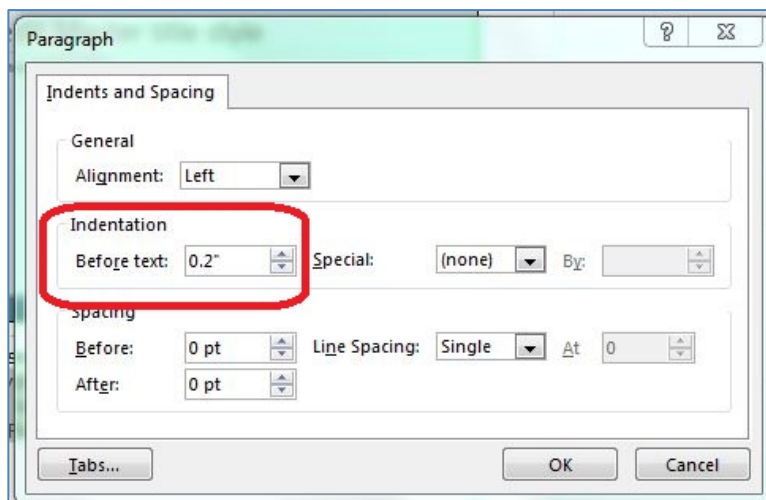 Paragraph
Indents and Spacing
General
Alignment: Left
Indentation
Before text: 0.2" Special: (none) By:
Spacing
Before: 0 pt Line Spacing: Single At 0
After: 0 pt
Tabs... OK Cancel